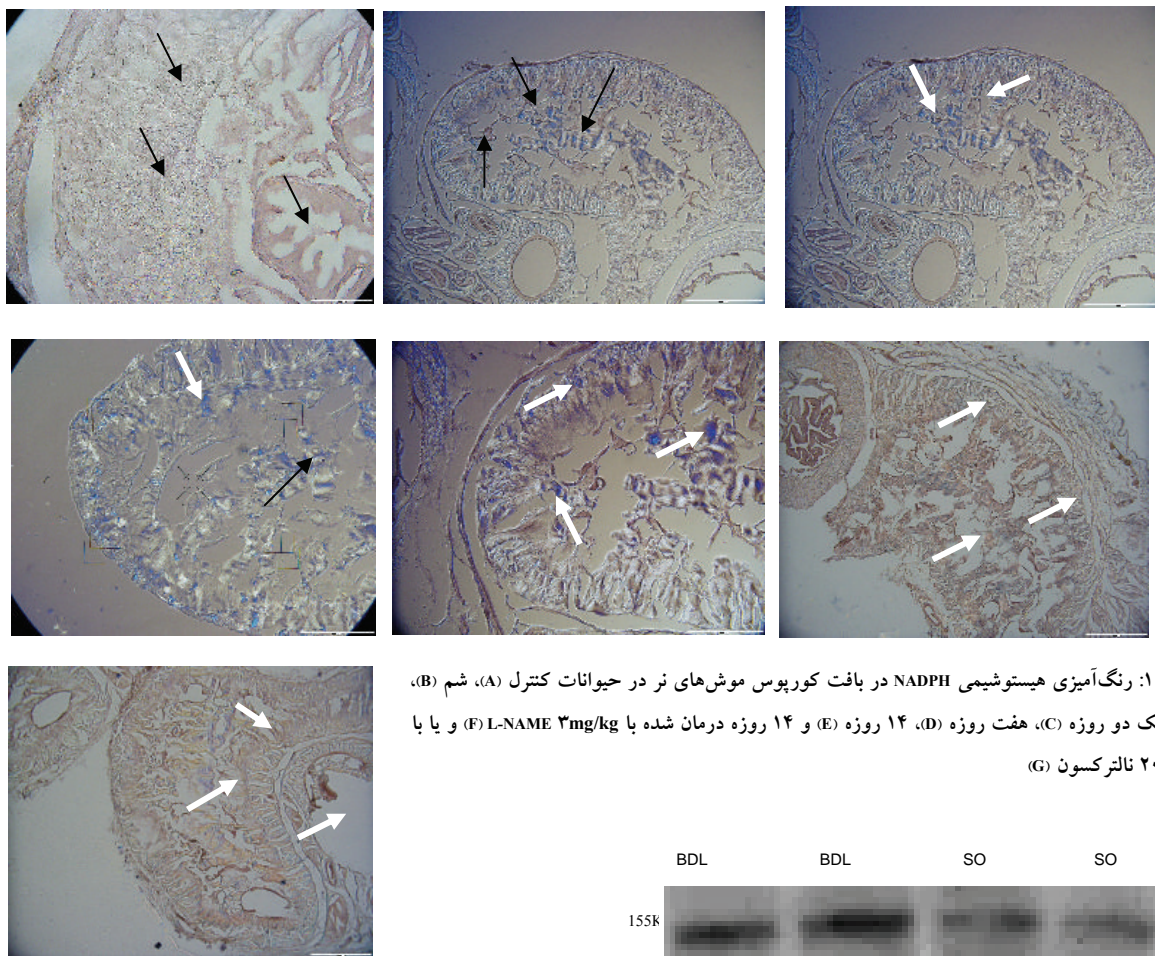 ۱: رنگ‌آمیزی هیستوشیمی NADPH در بافت کورپوس موش‌های نر در حیوانات کنترل (A)، شم (B)،
دو روزه (C)، هفت روزه (D)، ۱۴ روزه (E) و ۱۴ روزه درمان شده با L-NAME ۳mg/kg (F) و یا با
نالترکسون (G)
BDL BDL SO SO
155K